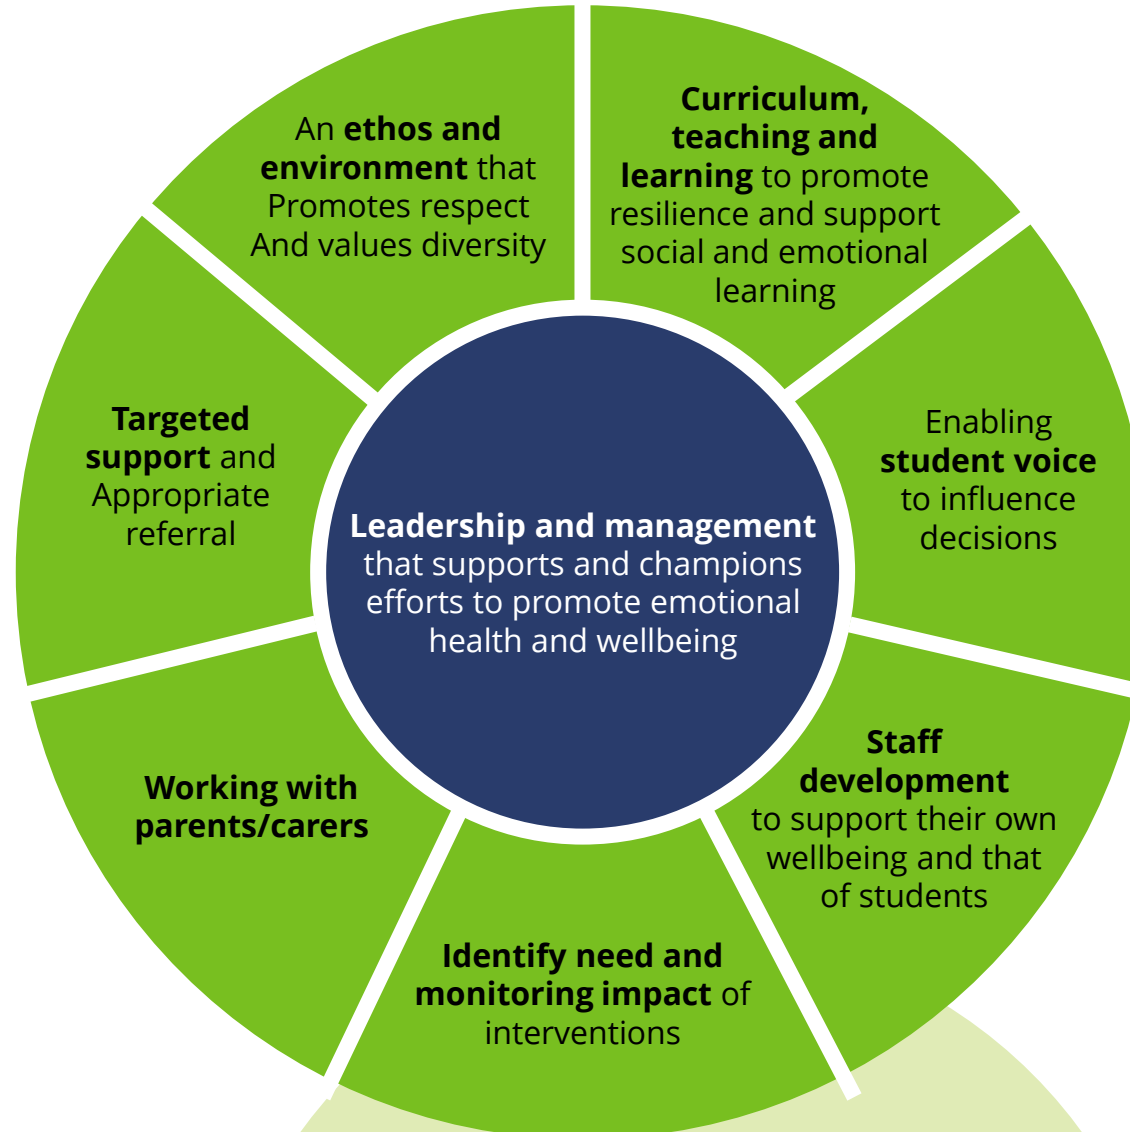 An ethos and
environment that
Promotes respect
And values diversity
Curriculum,
teaching and
learning to promote
resilience and support
social and emotional
learning
Enabling
student voice
to influence
decisions
Staff
development
to support their own
wellbeing and that
of students
Identify need and
monitoring impact of
interventions
Working with
parents/carers
Targeted
support and
Appropriate
referral
Leadership and management
that supports and champions
efforts to promote emotional
health and wellbeing